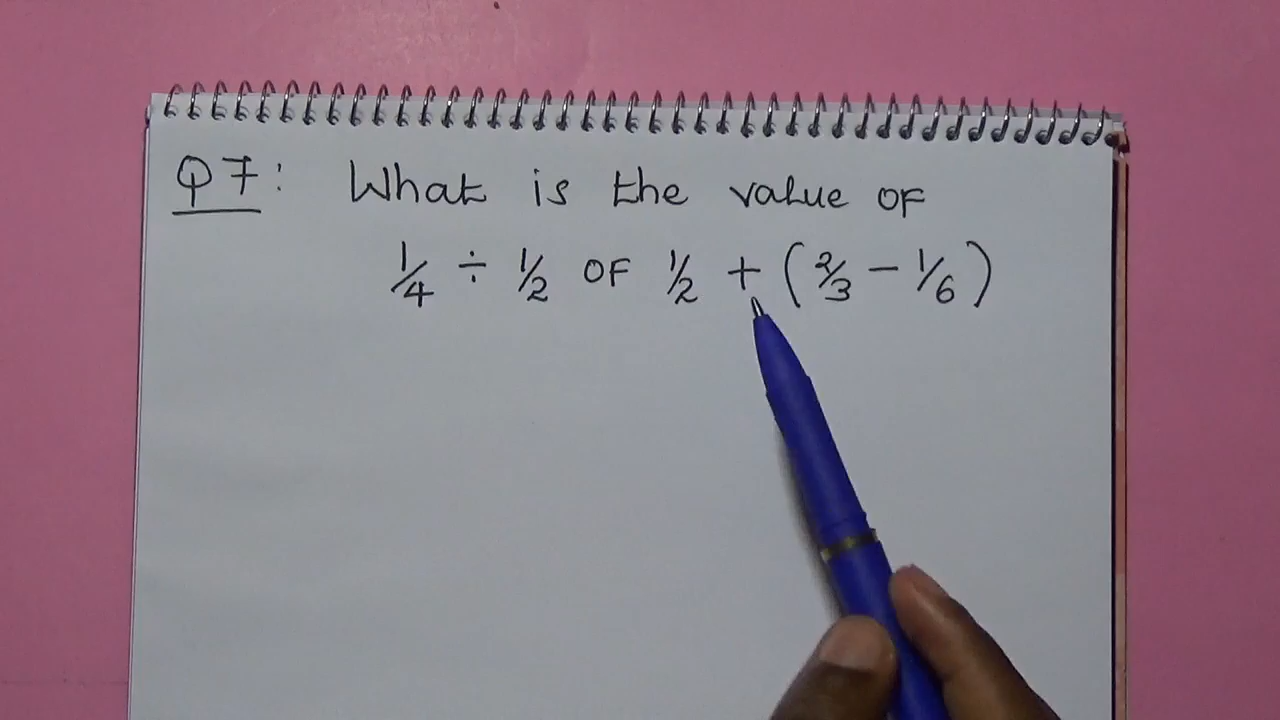 Q7: What is the value of
1/4 ÷ 1/2 of 1/2 + (2/3 - 1/6)